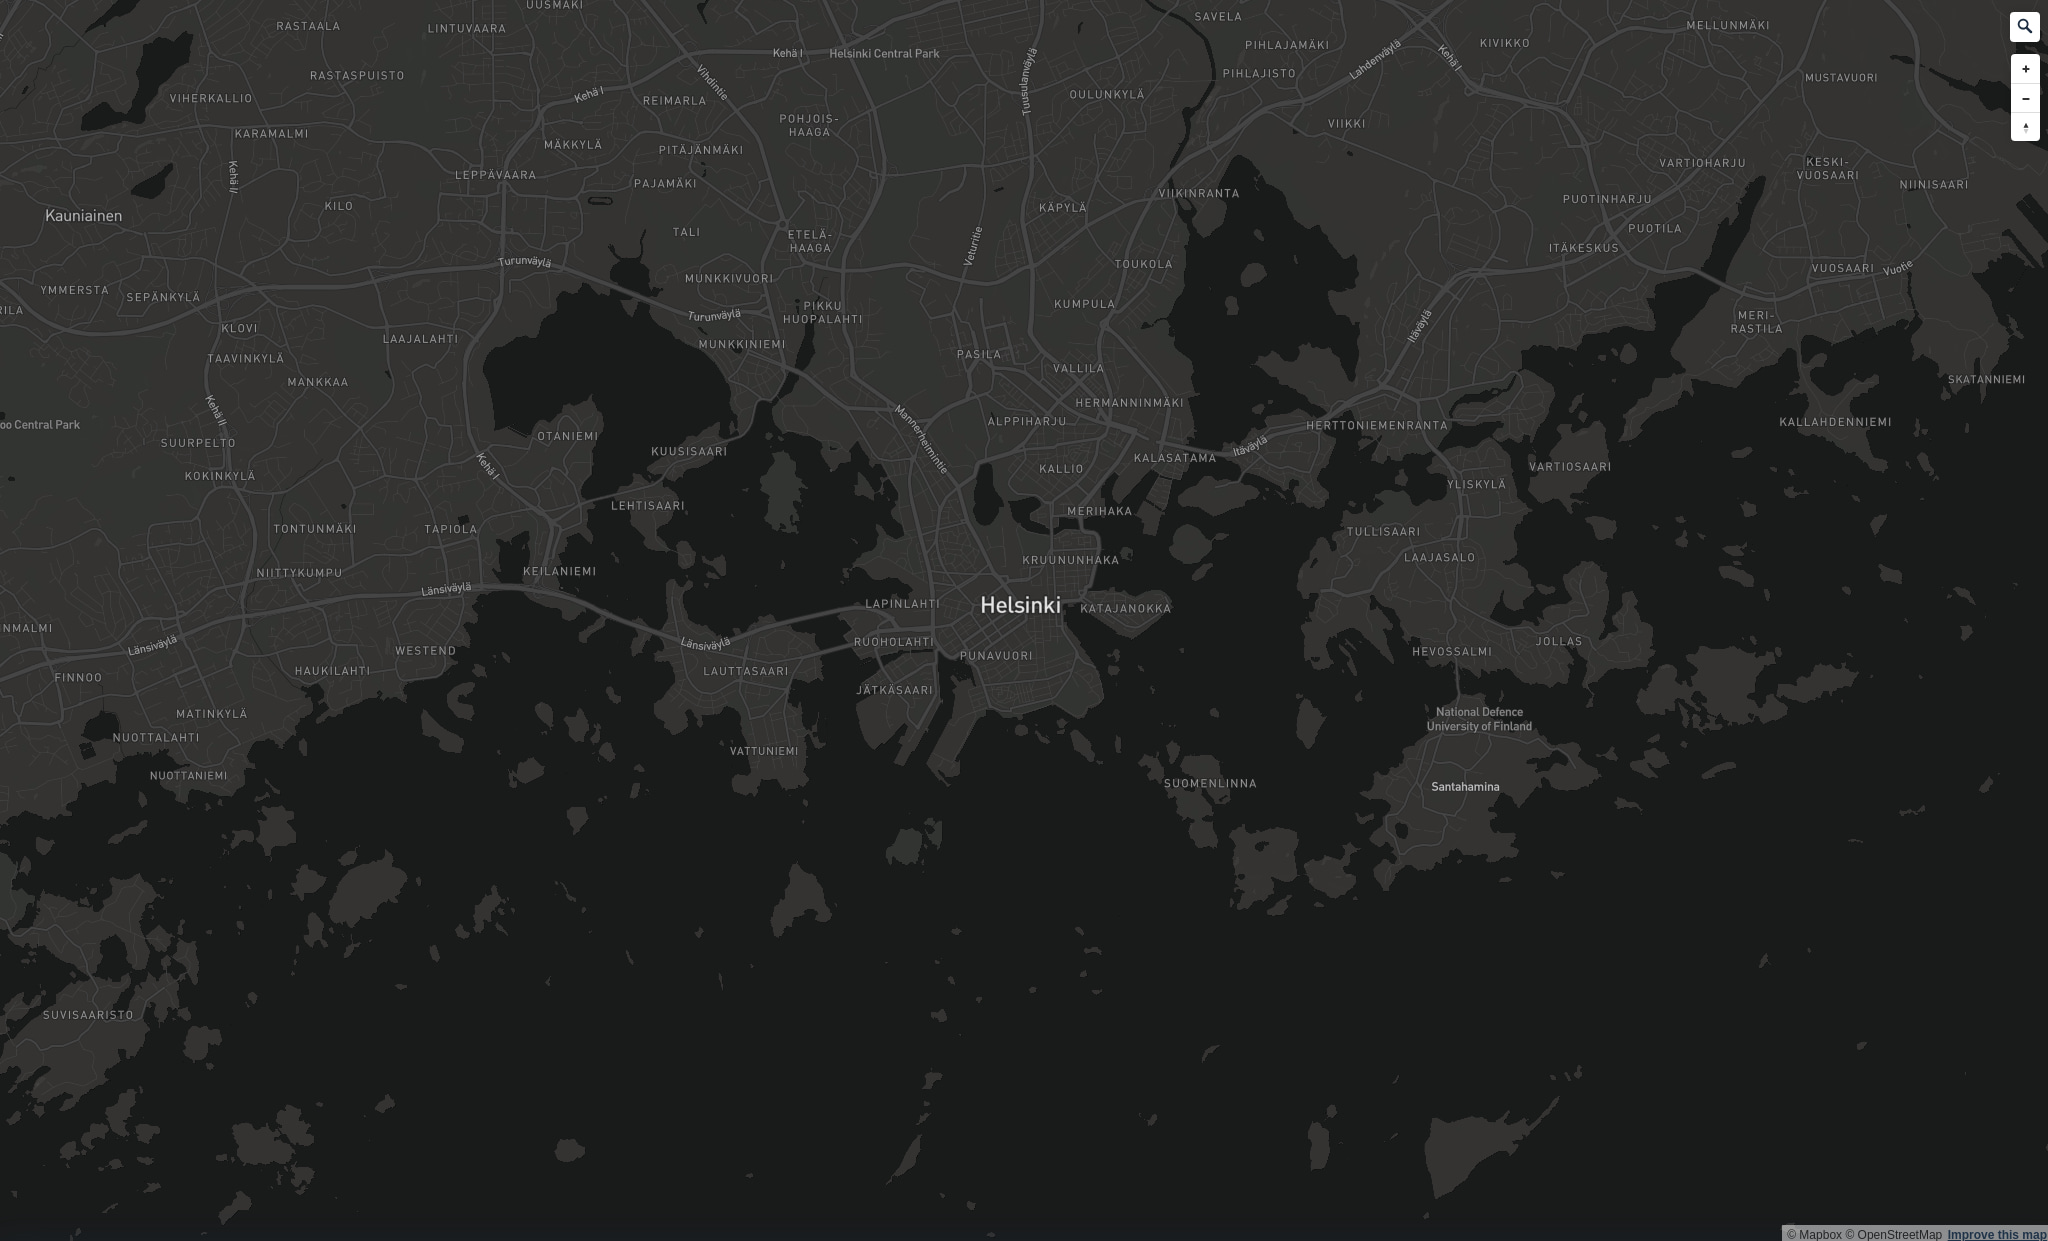 UUSMÄKI
RASTAALA
LINTUVAARA
SAVELA
MELLUNMÄKI
PIHLAJAMÄKI
KIVIKKO
Kehä I
Helsinki Central Park
Lahdenväylä
Kehä I
RASTASPUISTO
Vihdintie
Tuusulanväylä
PIHLAJISTO
MUSTAVUORI
VIHERKALLIO
Kehä I
REIMARLA
OULUNKYLÄ
POHJOIS-
HAAGA
VIIKKI
KARAMALMI
MÄKKYLÄ
PITÄJÄNMÄKI
VARTIOHARJU
KESKI-
VUOSAARI
Kehä II
LEPPÄVAARA
PAJAMÄKI
VIIKINRANTA
NIINISAARI
Kauniainen
KILO
KÄPYLÄ
PUOTINHARJU
TALI
ETELÄ-
HAAGA
Veturitie
PUOTILA
ITÄKESKUS
Turunväylä
TOUKOLA
VUOSAARI
Vuotie
MUNKKIVUORI
YMMERSTA
SEPÄNKYLÄ
PIKKU
HUOPALAHTI
KUMPULA
RILA
Turunväylä
MERI-
RASTILA
KLOVI
LAAJALAHTI
MUNKKINIEMI
Itäväylä
TAAVINKYLÄ
PASILA
VALLILA
MANKKAA
SKATANNIEMI
Kehä II
HERMANNINMÄKI
oo Central Park
Mannerheimintie
ALPPIHARJU
HERTTONIEMENRANTA
KALLAHDENNIEMI
SUURPELTO
OTANIEMI
KUUSISAARI
Itäväylä
KALASATAMA
KOKINKYLÄ
Kehä I
KALLIO
VARTIOSAARI
YLISKYLÄ
LEHTISAARI
MERIHAKA
TONTUNMÄKI
TAPIOLA
TULLISAARI
KRUUNUNHAKA
LAAJASALO
NIITTYKUMPU
KEILANIEMI
Länsiväylä
LAPINLAHTI
Helsinki
KATAJANOKKA
NMALMI
Länsiväylä
Länsiväylä
RUOHOLAHTI
JOLLAS
WESTEND
PUNAVUORI
HEVOSSALMI
FINNOO
HAUKILAHTI
LAUTTASAARI
JÄTKÄSAARI
MATINKYLÄ
National Defence
University of Finland
NUOTTALAHTI
VATTUNIEMI
NUOTTANIEMI
SUOMENLINNA
Santahamina
SUVISAARISTO
© Mapbox © OpenStreetMap Improve this map